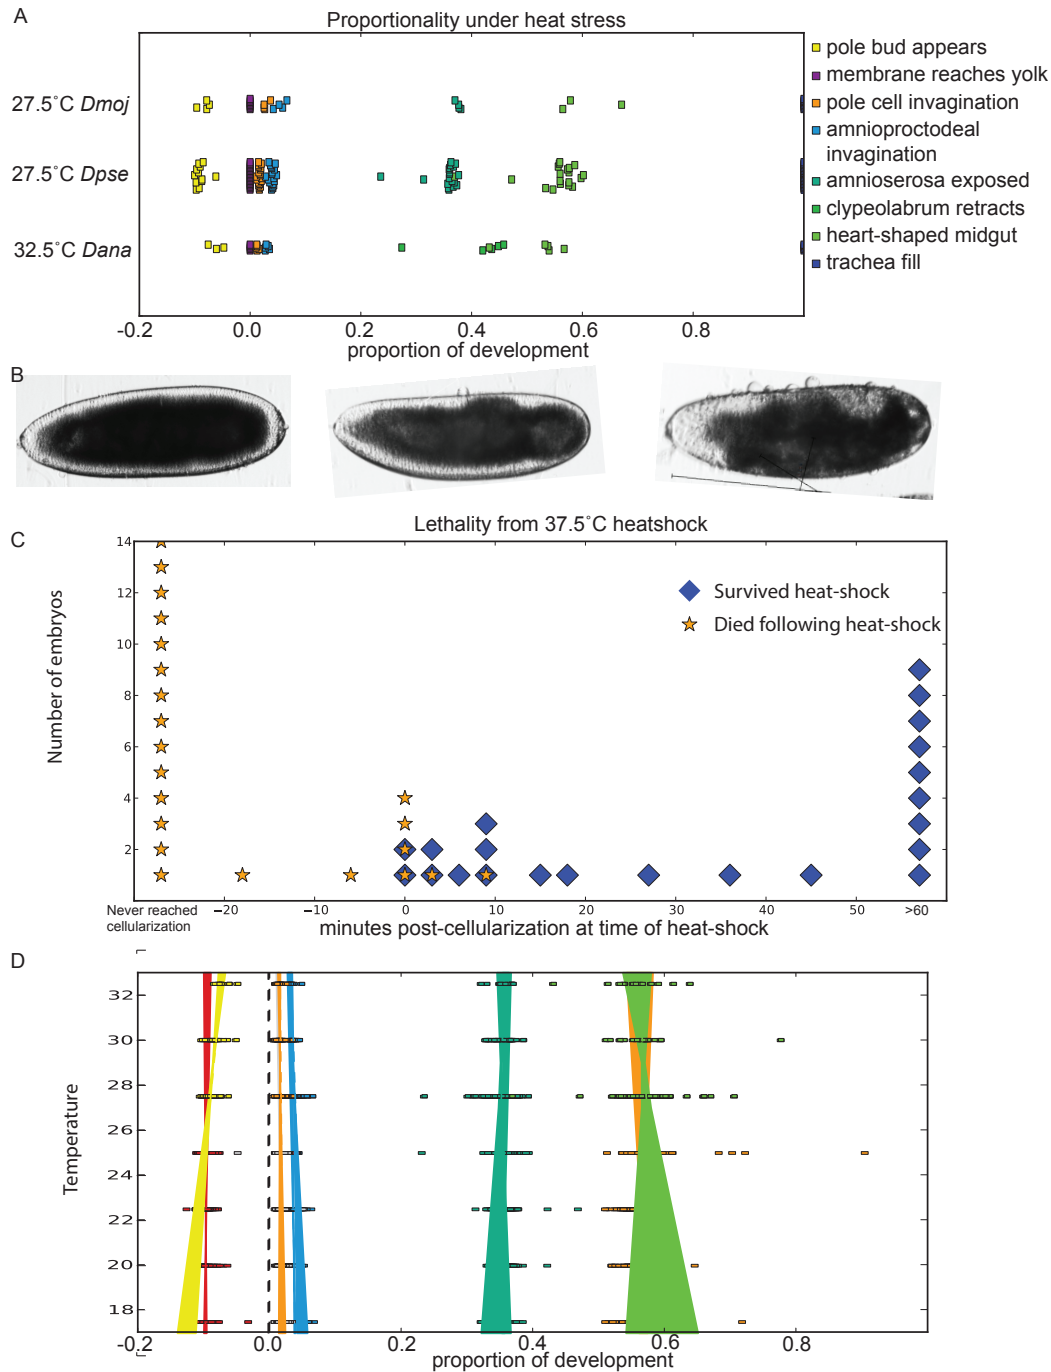 A
Proportionality under heat stress
27.5°C Dmoj
27.5°C Dpse
32.5°C Dana
-0.2 0.0 0.2 0.4 0.6 0.8
proportion of development
pole bud appears
membrane reaches yolk
pole cell invagination
amnioproctodeal
invagination
amnioserosa exposed
clypeolabrum retracts
heart-shaped midgut
trachea fill
B
C
Lethality from 37.5°C heatshock
Number of embryos
14
12
10
8
6
4
2
Survived heat-shock
Died following heat-shock
Never reached
cellularization
−20 −10 0 10 20 30 40 50 >60
minutes post-cellularization at time of heat-shock
D
Temperature
32
30
28
26
24
22
20
18
-0.2 0.0 0.2 0.4 0.6 0.8
proportion of development